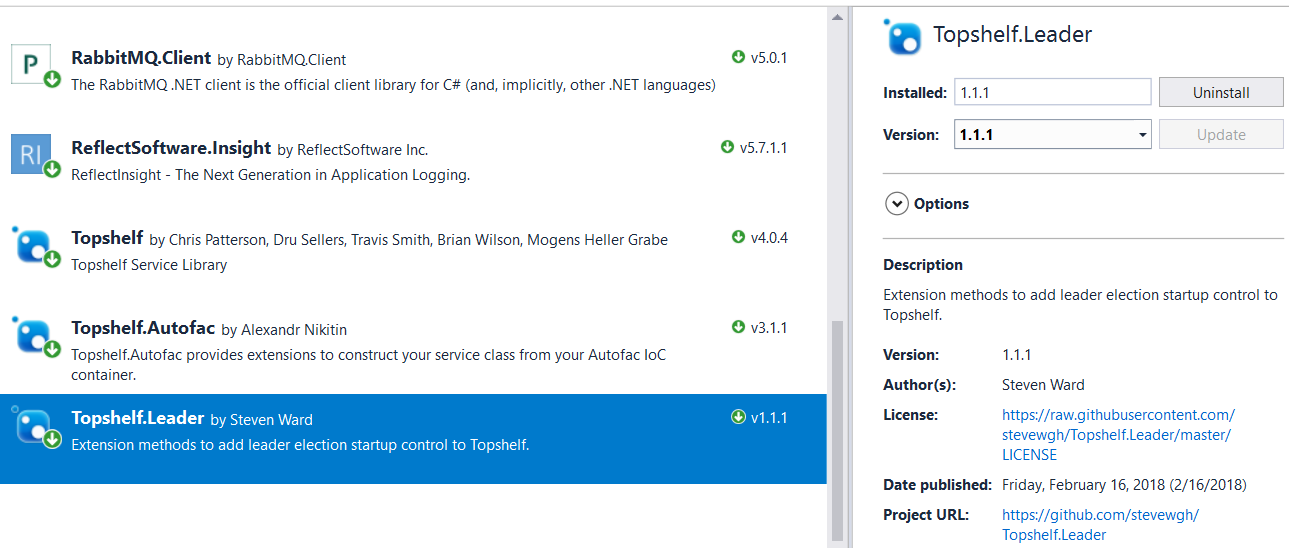 P
RabbitMQ.Client by RabbitMQ.Client
v5.0.1
The RabbitMQ .NET client is the official client library for C# (and, implicitly, other .NET languages)
RI
ReflectSoftware.Insight by ReflectSoftware Inc.
v5.7.1.1
ReflectInsight - The Next Generation in Application Logging.
Topshelf by Chris Patterson, Dru Sellers, Travis Smith, Brian Wilson, Mogens Heller Grabe
v4.0.4
Topshelf Service Library
Topshelf.Autofac by Alexandr Nikitin
v3.1.1
Topshelf.Autofac provides extensions to construct your service class from your Autofac IoC
container.
Topshelf.Leader by Steven Ward
v1.1.1
Extension methods to add leader election startup control to Topshelf.
Topshelf.Leader
Installed: 1.1.1 Uninstall
Version: 1.1.1 Update
Options
Description
Extension methods to add leader election startup control to
Topshelf.
Version: 1.1.1
Author(s): Steven Ward
License: https://raw.githubusercontent.com/
stevewgh/Topshelf.Leader/master/
LICENSE
Date published: Friday, February 16, 2018 (2/16/2018)
Project URL: https://github.com/stevewgh/
Topshelf.Leader